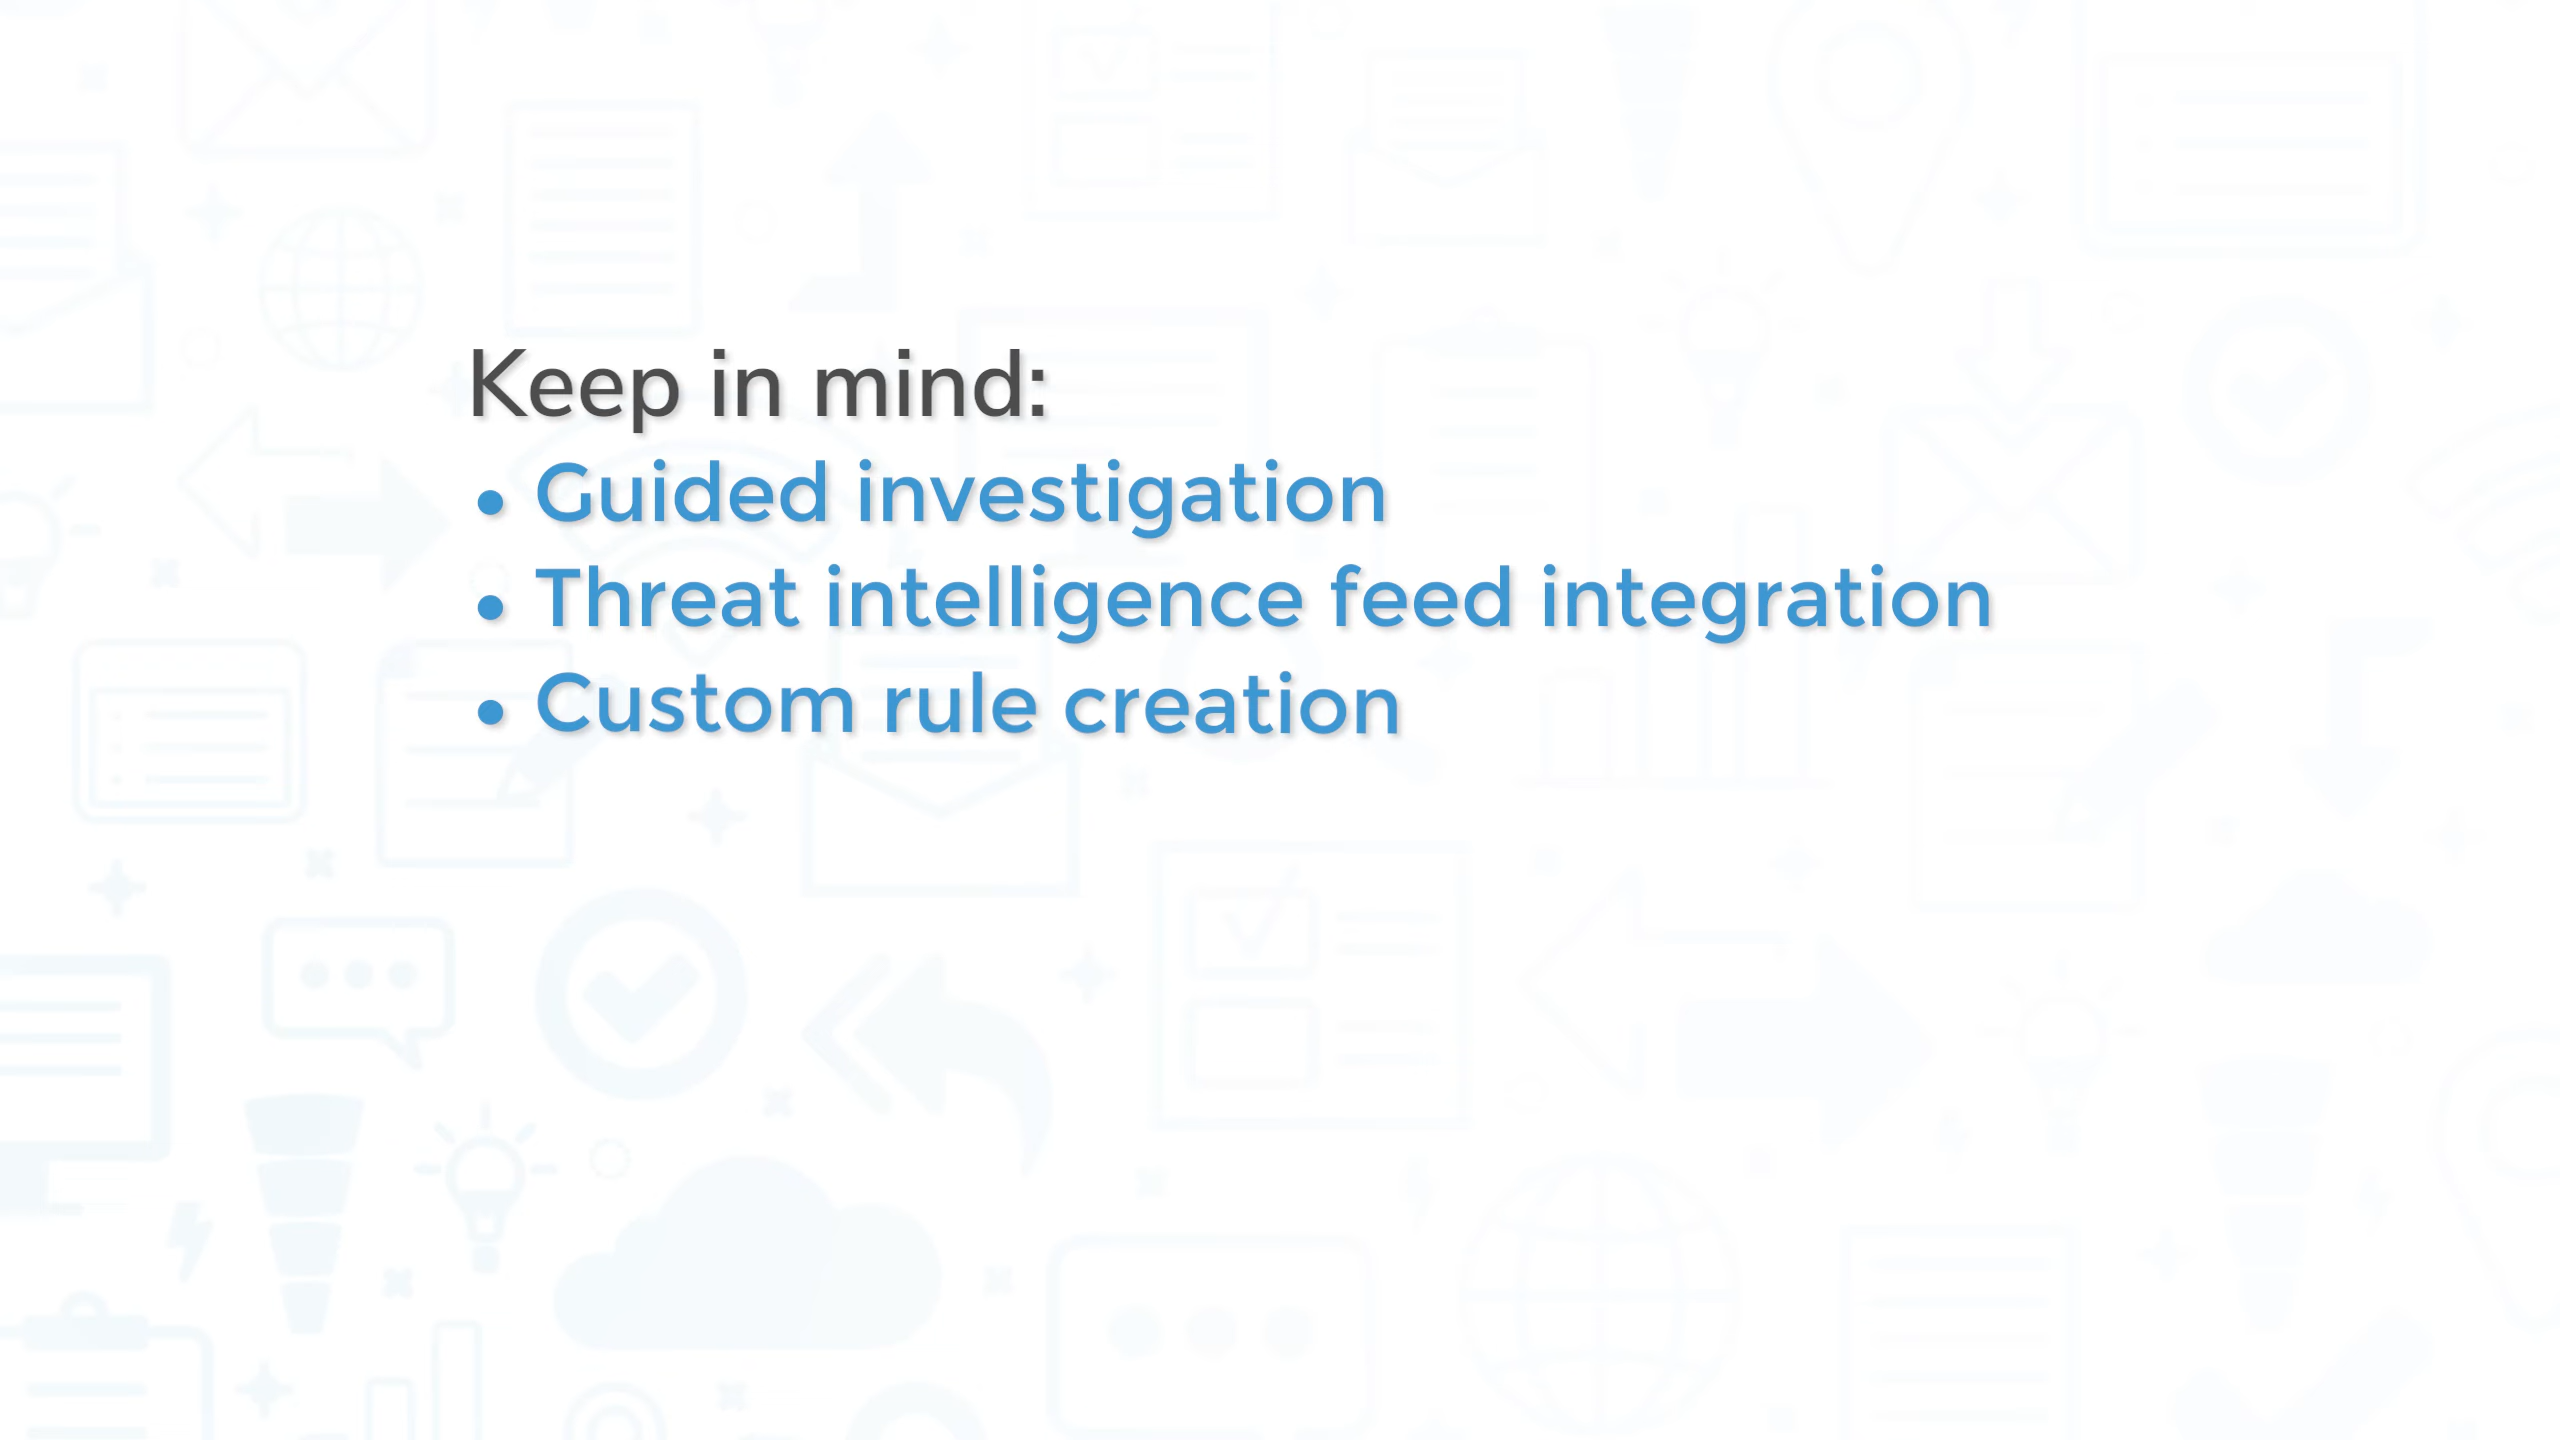 Keep in mind:
• Guided investigation
• Threat intelligence feed integration
• Custom rule creation